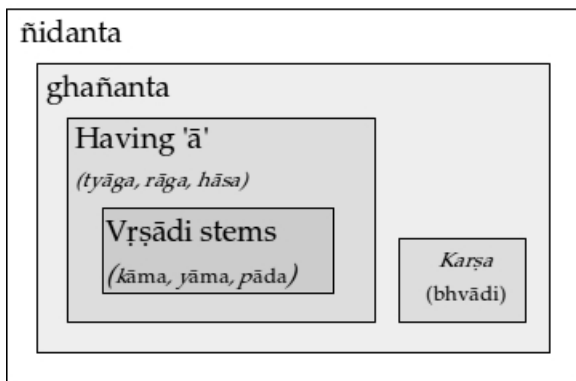 ñidanta
ghañanta
Having 'ā'
(tyāga, rāga, hāsa)
Vṛṣādi stems
(kāma, yāma, pāda)
Karṣa
(bhvādi)